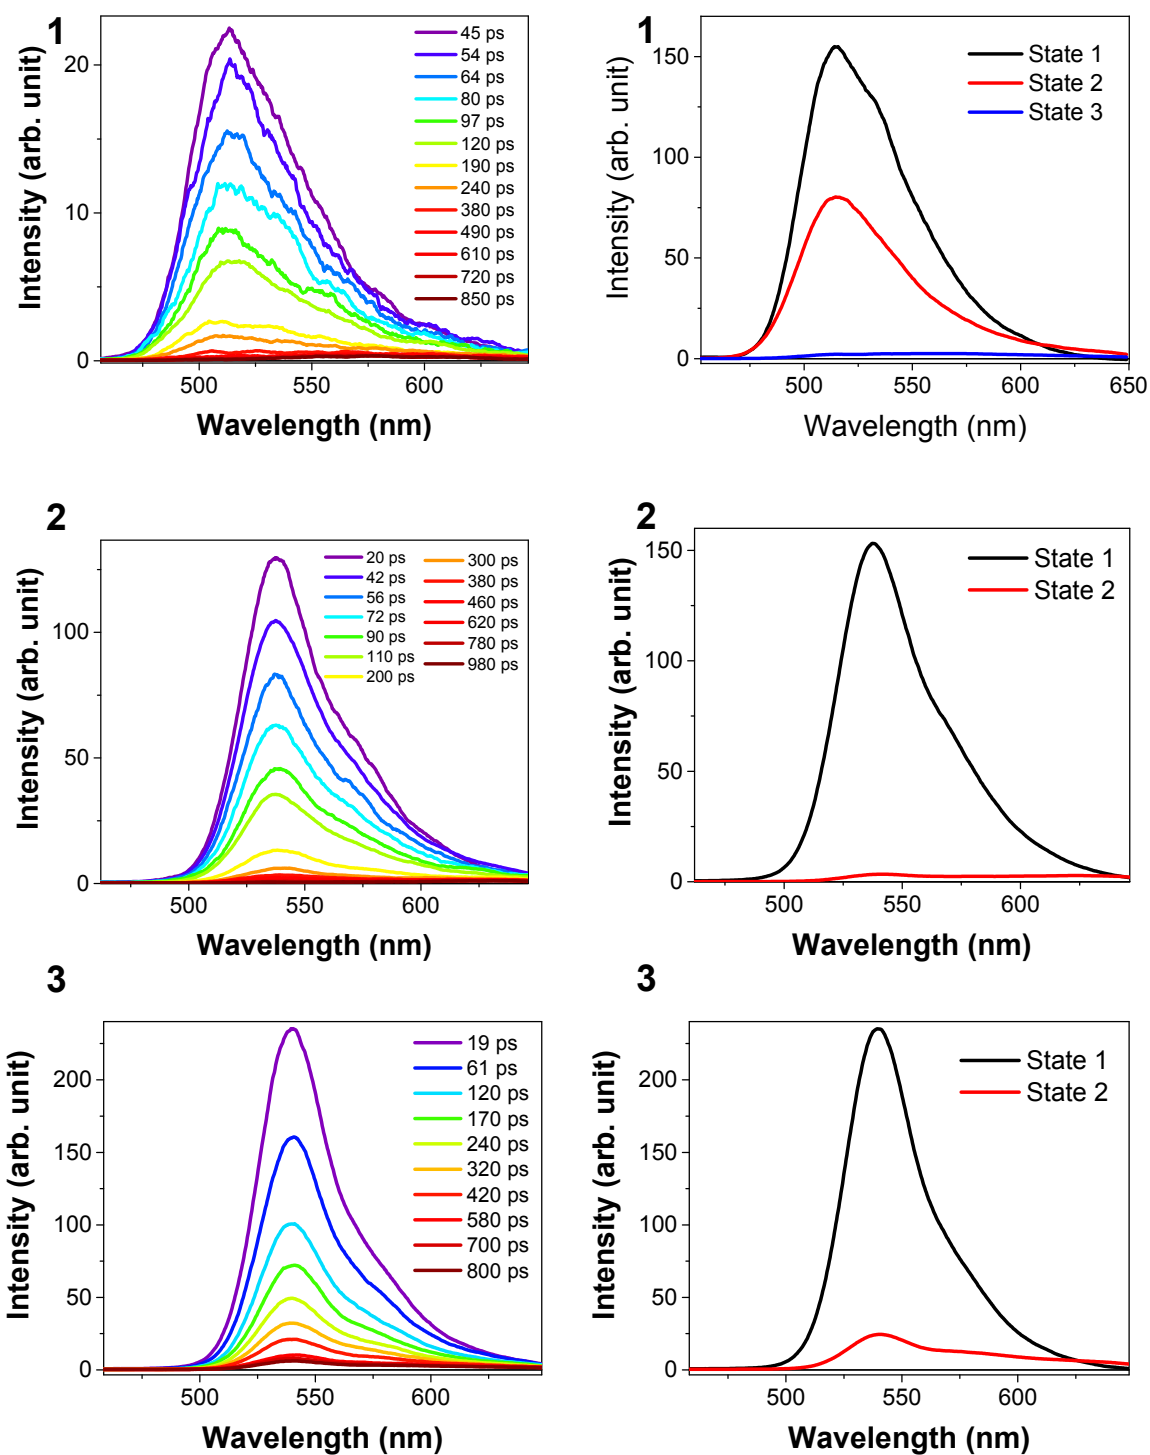 1
Intensity (arb. unit)
20
10
0
500
550
600
Wavelength (nm)
45 ps
54 ps
64 ps
80 ps
97 ps
120 ps
190 ps
240 ps
380 ps
490 ps
610 ps
720 ps
850 ps
1
Intensity (arb. unit)
150
100
50
0
500
550
600
650
Wavelength (nm)
State 1
State 2
State 3
2
Intensity (arb. unit)
100
50
0
500
550
600
Wavelength (nm)
20 ps
42 ps
56 ps
72 ps
90 ps
110 ps
200 ps
300 ps
380 ps
460 ps
620 ps
780 ps
980 ps
2
Intensity (arb. unit)
150
100
50
0
500
550
600
Wavelength (nm)
State 1
State 2
3
Intensity (arb. unit)
200
150
100
50
0
500
550
600
Wavelength (nm)
19 ps
61 ps
120 ps
170 ps
240 ps
320 ps
420 ps
580 ps
700 ps
800 ps
3
Intensity (arb. unit)
200
150
100
50
0
500
550
600
Wavelength (nm)
State 1
State 2